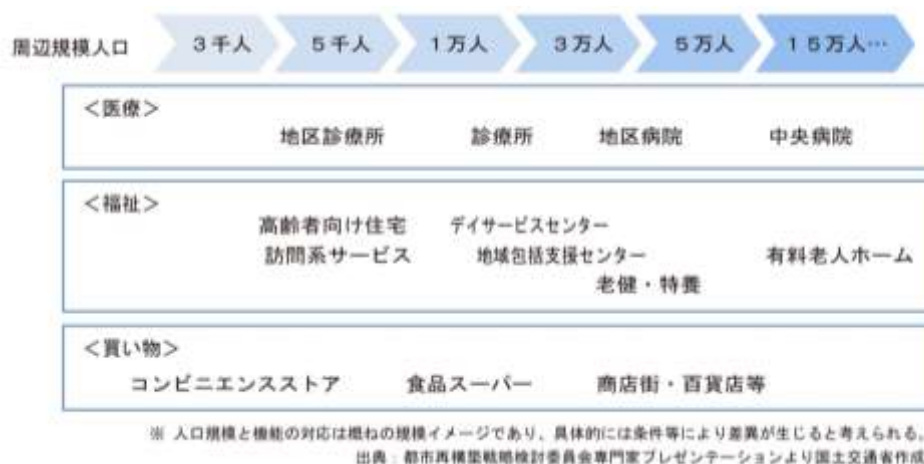 周辺規模人口 3千人 5千人 1万人 3万人 5万人 15万人…
<医療>
地区診療所 診療所 地区病院 中央病院
<福祉>
高齢者向け住宅 デイサービスセンター
訪問系サービス 地域包括支援センター 有料老人ホーム
老健・特養
<買い物>
コンビニエンスストア 食品スーパー 商店街・百貨店等
※ 人口規模と機能の対応は概ねの規模イメージであり、具体的には条件等により差異が生じると考えられる。
出典：都市再構築戦略検討委員会専門家プレゼンテーションより国土交通省作成